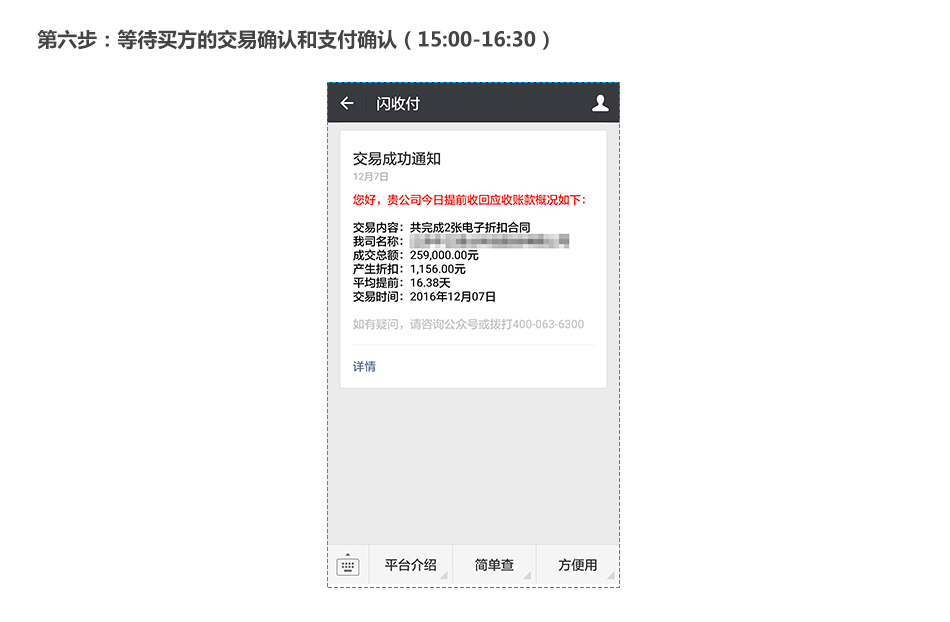 第六步：等待买方的交易确认和支付确认（15:00-16:30）
闪收付
交易成功通知
12月7日
您好，贵公司今日提前收回应收账款概况如下：
交易内容：共完成2张电子折扣合同
我司名称：
成交总额：259,000.00元
产生折扣：1,156.00元
平均提前：16.38天
交易时间：2016年12月07日
如有疑问，请咨询公众号或拨打400-063-6300
详情
平台介绍
简单查
方便用